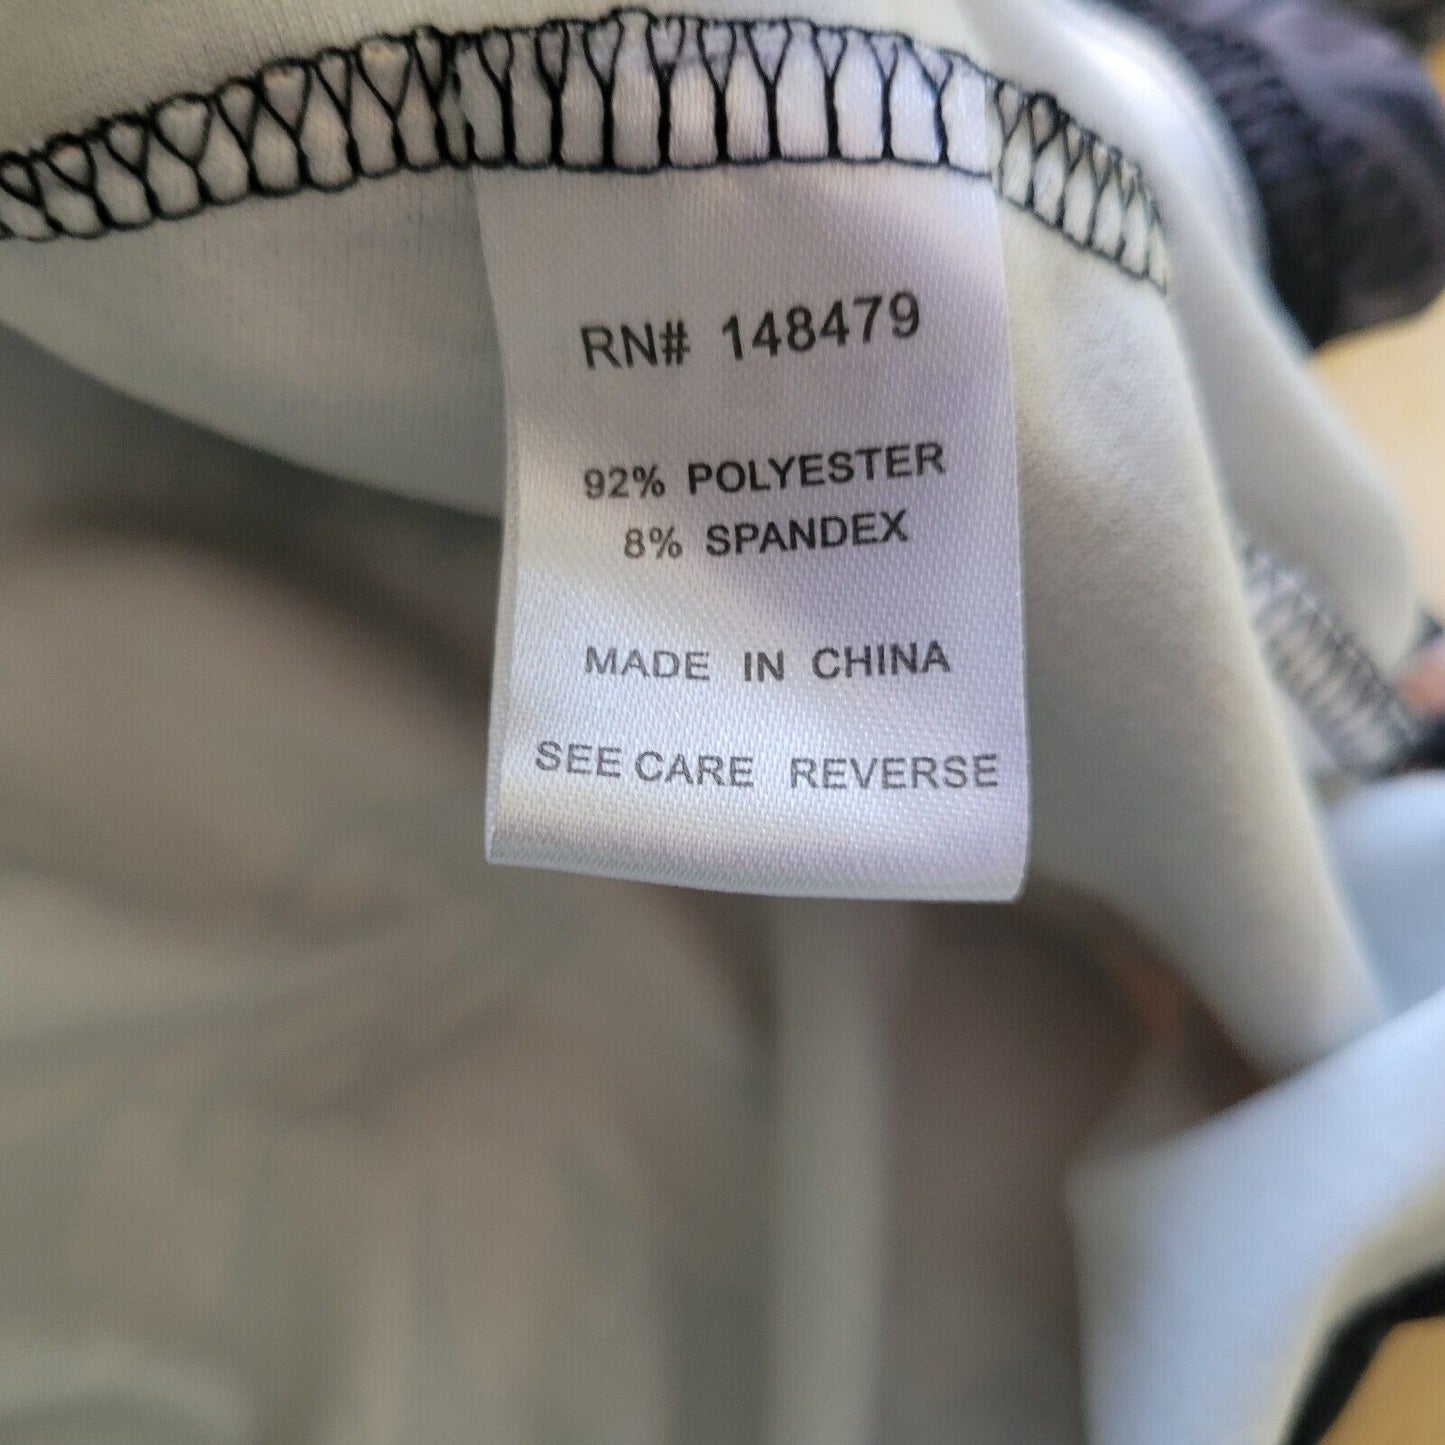 RN# 148479
92% POLYESTER
8% SPANDEX
MADE IN CHINA
SEE CARE REVERSE